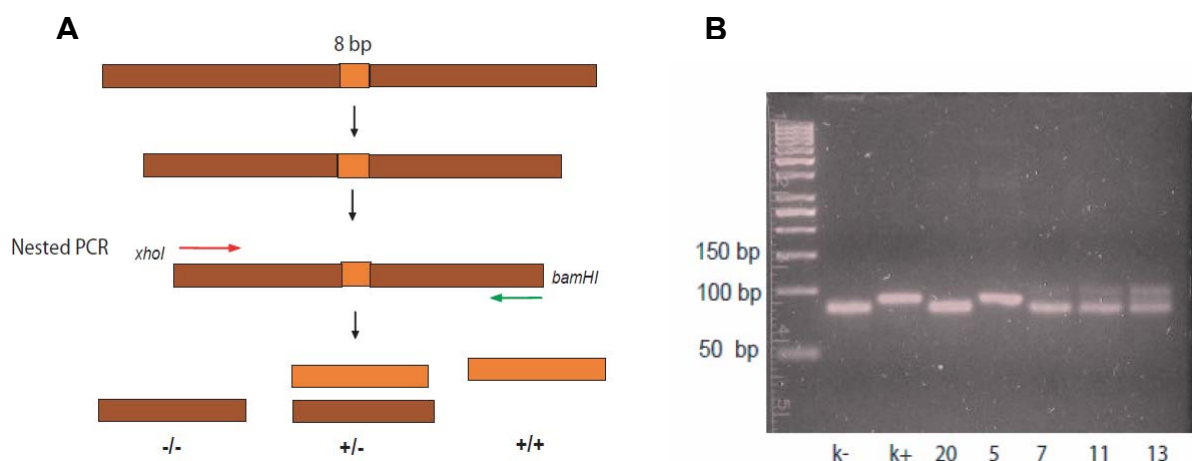 A
8 bp
Nested PCR
xhoI
bamHI
-/-
+/-
+/+
B
150 bp
100 bp
50 bp
k- k+ 20 5 7 11 13